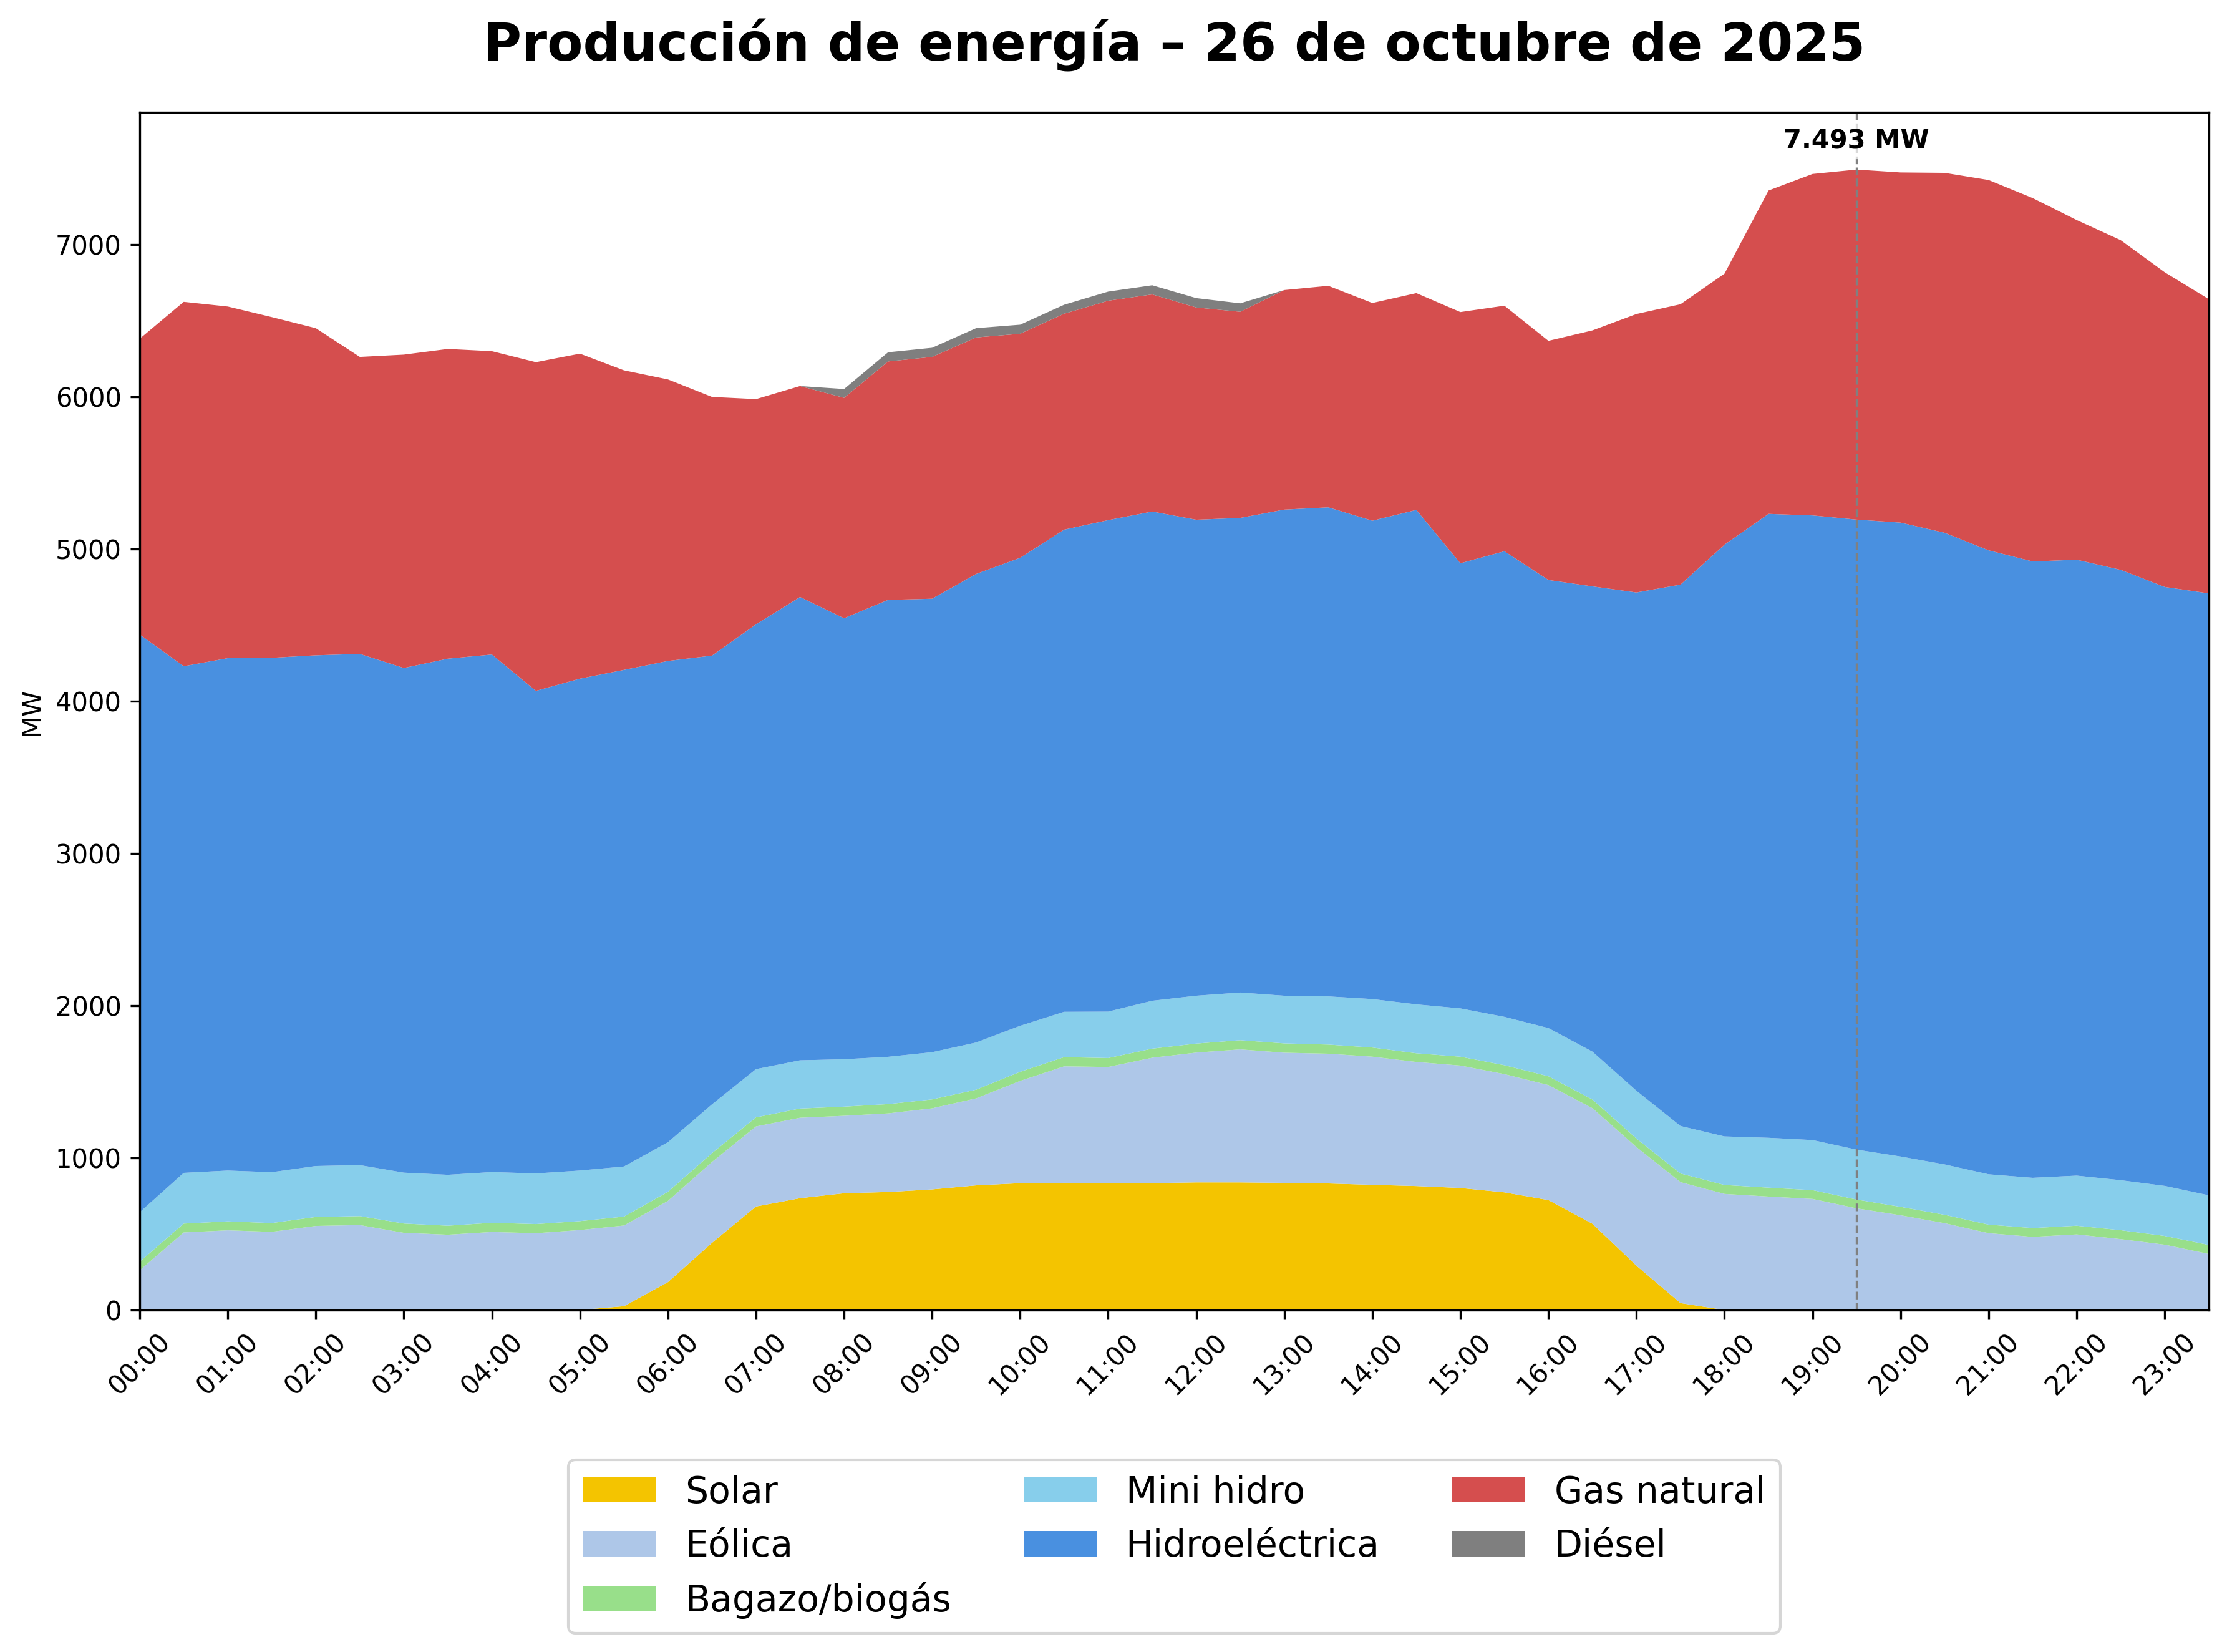 Producción de energía – 26 de octubre de 2025
7.493 MW
MW
7000
6000
5000
4000
3000
2000
1000
0
00:00 01:00 02:00 03:00 04:00 05:00 06:00 07:00 08:00 09:00 10:00 11:00 12:00 13:00 14:00 15:00 16:00 17:00 18:00 19:00 20:00 21:00 22:00 23:00
Solar
Eólica
Bagazo/biogás
Mini hidro
Hidroeléctrica
Gas natural
Diésel